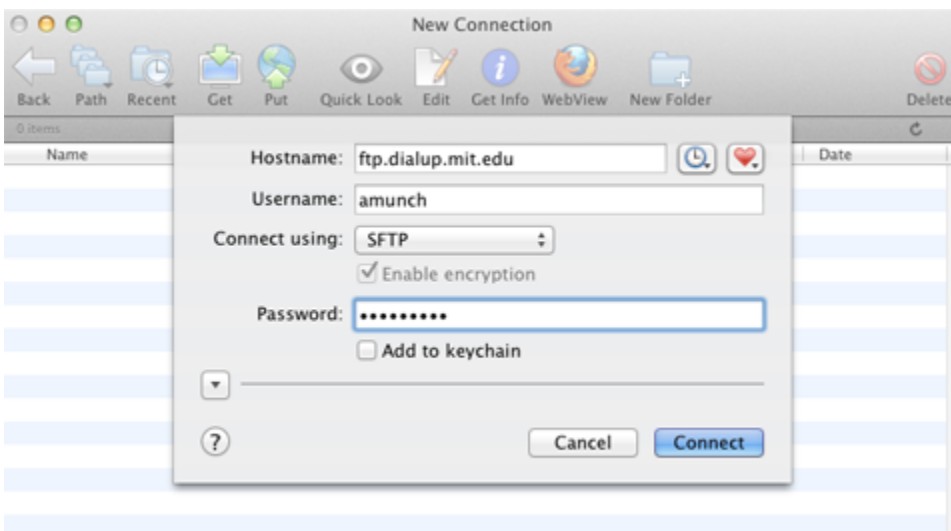 New Connection
Back Path Recent Get Put Quick Look Edit Get Info WebView New Folder Delete
0 items
Name Date
Hostname: ftp.dialup.mit.edu
Username: amunch
Connect using: SFTP
Enable encryption
Password: •••••••••
Add to keychain
? Cancel Connect